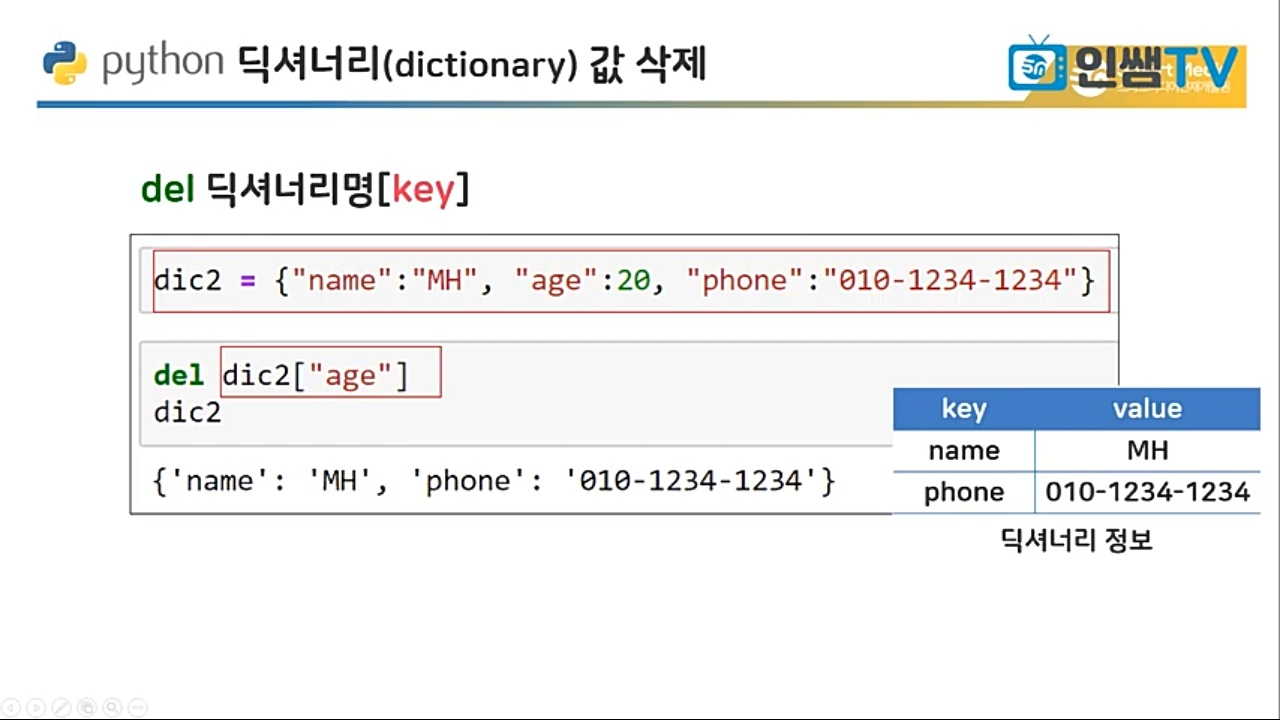 python 딕셔너리(dictionary) 값 삭제
인쌤TV
del 딕셔너리명[key]
dic2 = {"name":"MH", "age":20, "phone":"010-1234-1234"}
del dic2["age"]
dic2
{'name': 'MH', 'phone': '010-1234-1234'}
key value
name MH
phone 010-1234-1234
딕셔너리 정보